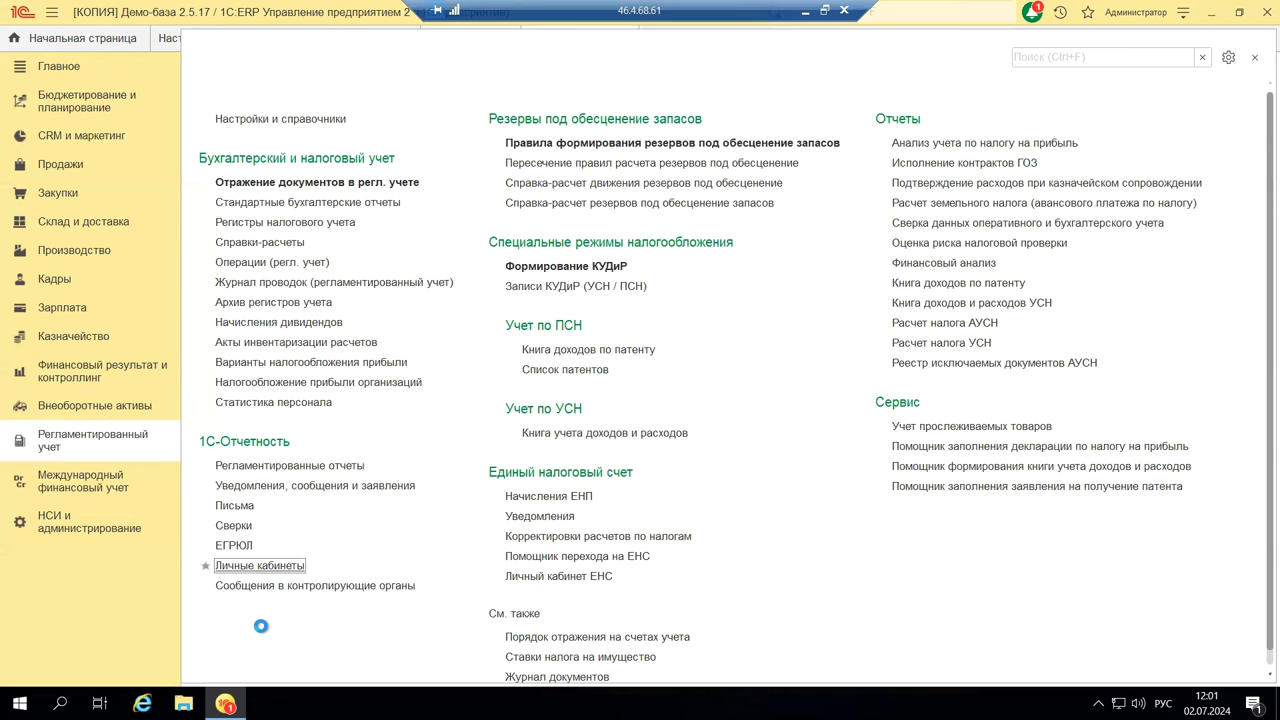 [КОПИЯ] Демо-база 2.5.17 / 1С:ERP Управление предприятием 2
46.4.68.61
1
Администратор
Начальная страница
Наст
Поиск (Ctrl+F)
Главное
Бюджетирование и
планирование
CRM и маркетинг
Продажи
Закупки
Склад и доставка
Производство
Кадры
Зарплата
Казначейство
Финансовый результат и
контроллинг
Внеоборотные активы
Регламентированный
учет
Международный
финансовый учет
НСИ и
администрирование
Настройки и справочники
Бухгалтерский и налоговый учет
Отражение документов в регл. учете
Стандартные бухгалтерские отчеты
Регистры налогового учета
Справки-расчеты
Операции (регл. учет)
Журнал проводок (регламентированный учет)
Архив регистров учета
Начисления дивидендов
Акты инвентаризации расчетов
Варианты налогообложения прибыли
Налогообложение прибыли организаций
Статистика персонала
1С-Отчетность
Регламентированные отчеты
Уведомления, сообщения и заявления
Письма
Сверки
ЕГРЮЛ
Личные кабинеты
Сообщения в контролирующие органы
Резервы под обесценение запасов
Правила формирования резервов под обесценение запасов
Пересечение правил расчета резервов под обесценение
Справка-расчет движения резервов под обесценение
Справка-расчет резервов под обесценение запасов
Специальные режимы налогообложения
Формирование КУДиР
Записи КУДиР (УСН / ПСН)
Учет по ПСН
Книга доходов по патенту
Список патентов
Учет по УСН
Книга учета доходов и расходов
Единый налоговый счет
Начисления ЕНП
Уведомления
Корректировки расчетов по налогам
Помощник перехода на ЕНС
Личный кабинет ЕНС
См. также
Порядок отражения на счетах учета
Ставки налога на имущество
Журнал документов
Отчеты
Анализ учета по налогу на прибыль
Исполнение контрактов ГОЗ
Подтверждение расходов при казначейском сопровождении
Расчет земельного налога (авансового платежа по налогу)
Сверка данных оперативного и бухгалтерского учета
Оценка риска налоговой проверки
Финансовый анализ
Книга доходов по патенту
Книга доходов и расходов УСН
Расчет налога АУСН
Расчет налога УСН
Реестр исключаемых документов АУСН
Сервис
Учет прослеживаемых товаров
Помощник заполнения декларации по налогу на прибыль
Помощник формирования книги учета доходов и расходов
Помощник заполнения заявления на получение патента
1
РУС
12:01
02.07.2024
1